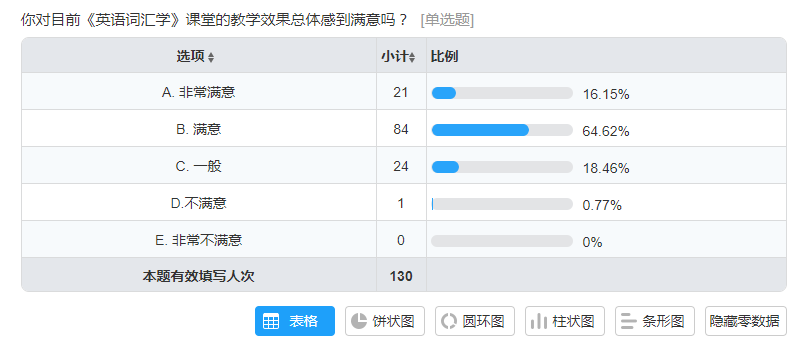 你对目前《英语词汇学》课堂的教学效果总体感到满意吗？ [单选题]
选项 小计 比例
A. 非常满意 21 16.15%
B. 满意 84 64.62%
C. 一般 24 18.46%
D.不满意 1 0.77%
E. 非常不满意 0 0%
本题有效填写人次 130
表格 饼状图 圆环图 柱状图 条形图 隐藏零数据